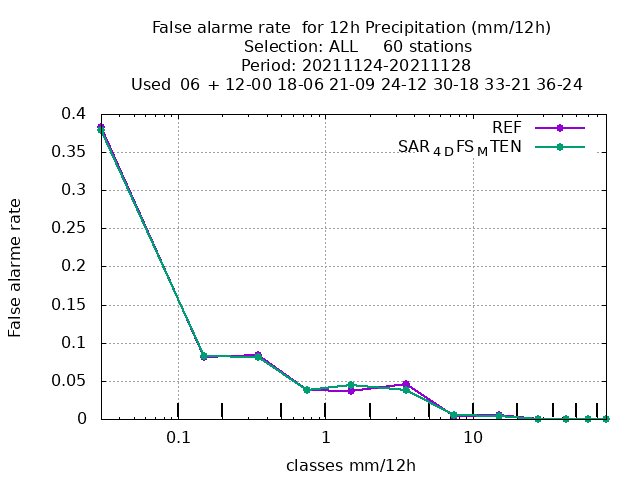 False alarme rate  for 12h Precipitation (mm/12h)
Selection: ALL     60 stations
Period: 20211124-20211128
Used  06  + 12-00 18-06 21-09 24-12 30-18 33-21 36-24
REF
SAR4DFSMTEN
0.4
0.35
0.3
0.25
0.2
0.15
0.1
0.05
0
False alarme rate
0.1 1 10
classes mm/12h